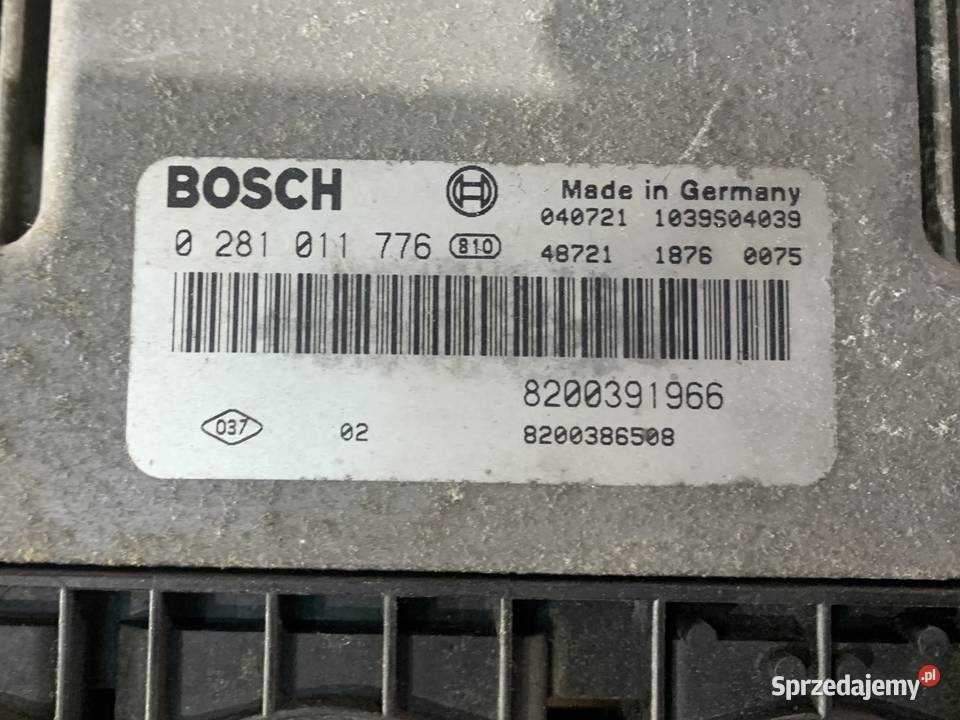 BOSCH
Made in Germany
040721 1039S04039
0 281 011 776 810
48721 1876 0075
8200391966
037 02 8200386508
Sprzedajemy.pl